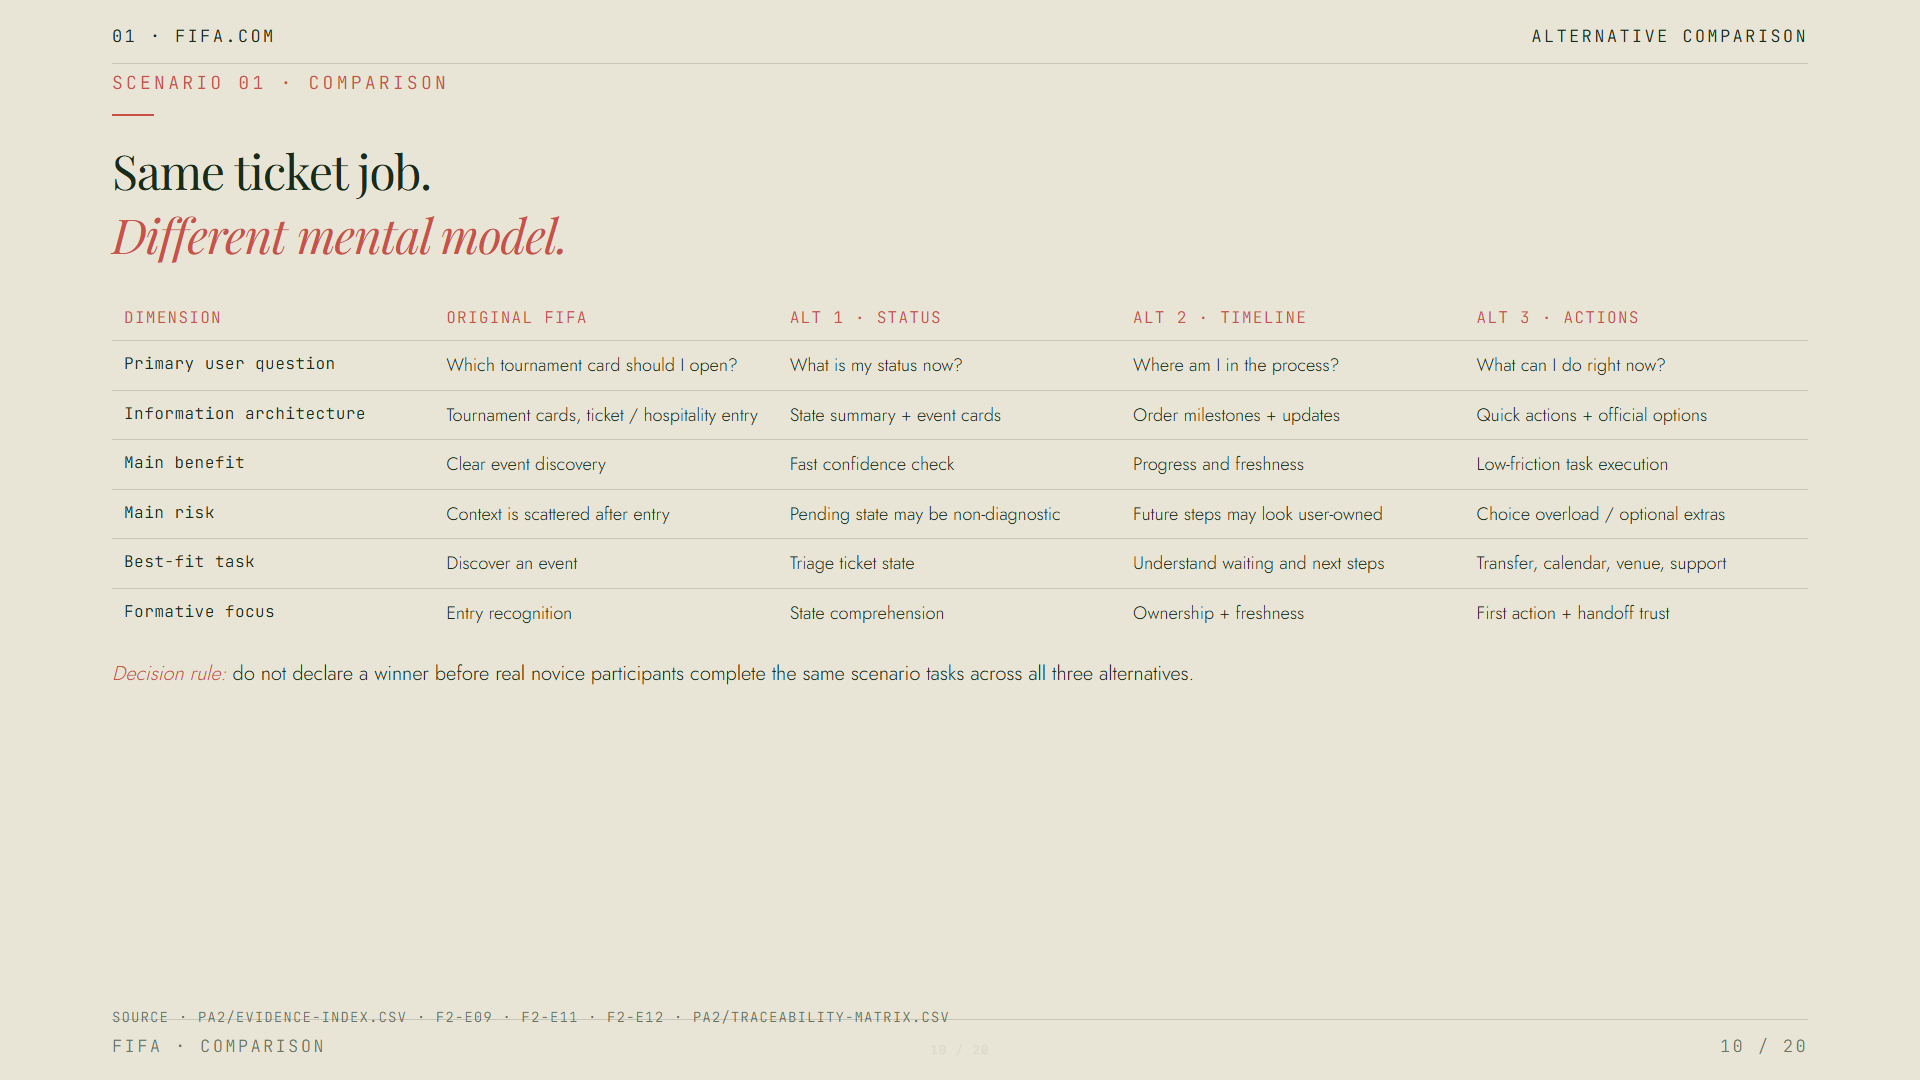 01 · FIFA.COM
ALTERNATIVE COMPARISON
SCENARIO 01 · COMPARISON
Same ticket job.
Different mental model.
DIMENSION ORIGINAL FIFA ALT 1 · STATUS ALT 2 · TIMELINE ALT 3 · ACTIONS
Primary user question Which tournament card should I open? What is my status now? Where am I in the process? What can I do right now?
Information architecture Tournament cards, ticket / hospitality entry State summary + event cards Order milestones + updates Quick actions + official options
Main benefit Clear event discovery Fast confidence check Progress and freshness Low-friction task execution
Main risk Context is scattered after entry Pending state may be non-diagnostic Future steps may look user-owned Choice overload / optional extras
Best-fit task Discover an event Triage ticket state Understand waiting and next steps Transfer, calendar, venue, support
Formative focus Entry recognition State comprehension Ownership + freshness First action + handoff trust
Decision rule: do not declare a winner before real novice participants complete the same scenario tasks across all three alternatives.
SOURCE · PA2/EVIDENCE-INDEX.CSV · F2-E09 · F2-E11 · F2-E12 · PA2/TRACEABILITY-MATRIX.CSV
FIFA · COMPARISON
10 / 20